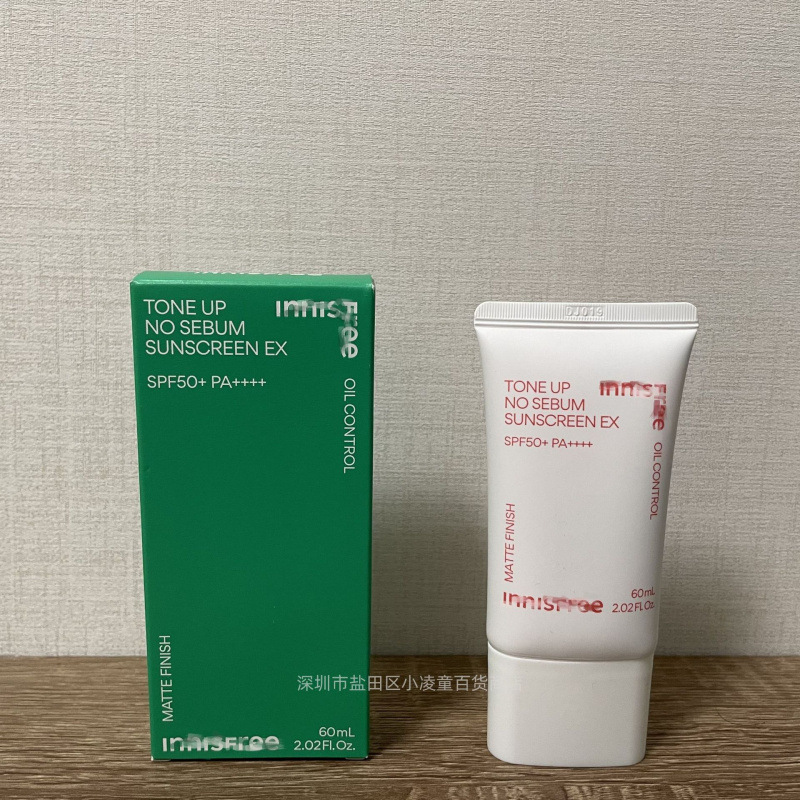 TONE UP
NO SEBUM
SUNSCREEN EX
SPF50+ PA++++
innisfree
OIL CONTROL
MATTE FINISH
innisfree
60mL
2.02Fl.Oz.
DJ014
TONE UP
NO SEBUM
SUNSCREEN EX
SPF50+ PA++++
innisfree
OIL CONTROL
MATTE FINISH
innisfree
60mL
2.02Fl.Oz.
深圳市盐田区小凌童百货